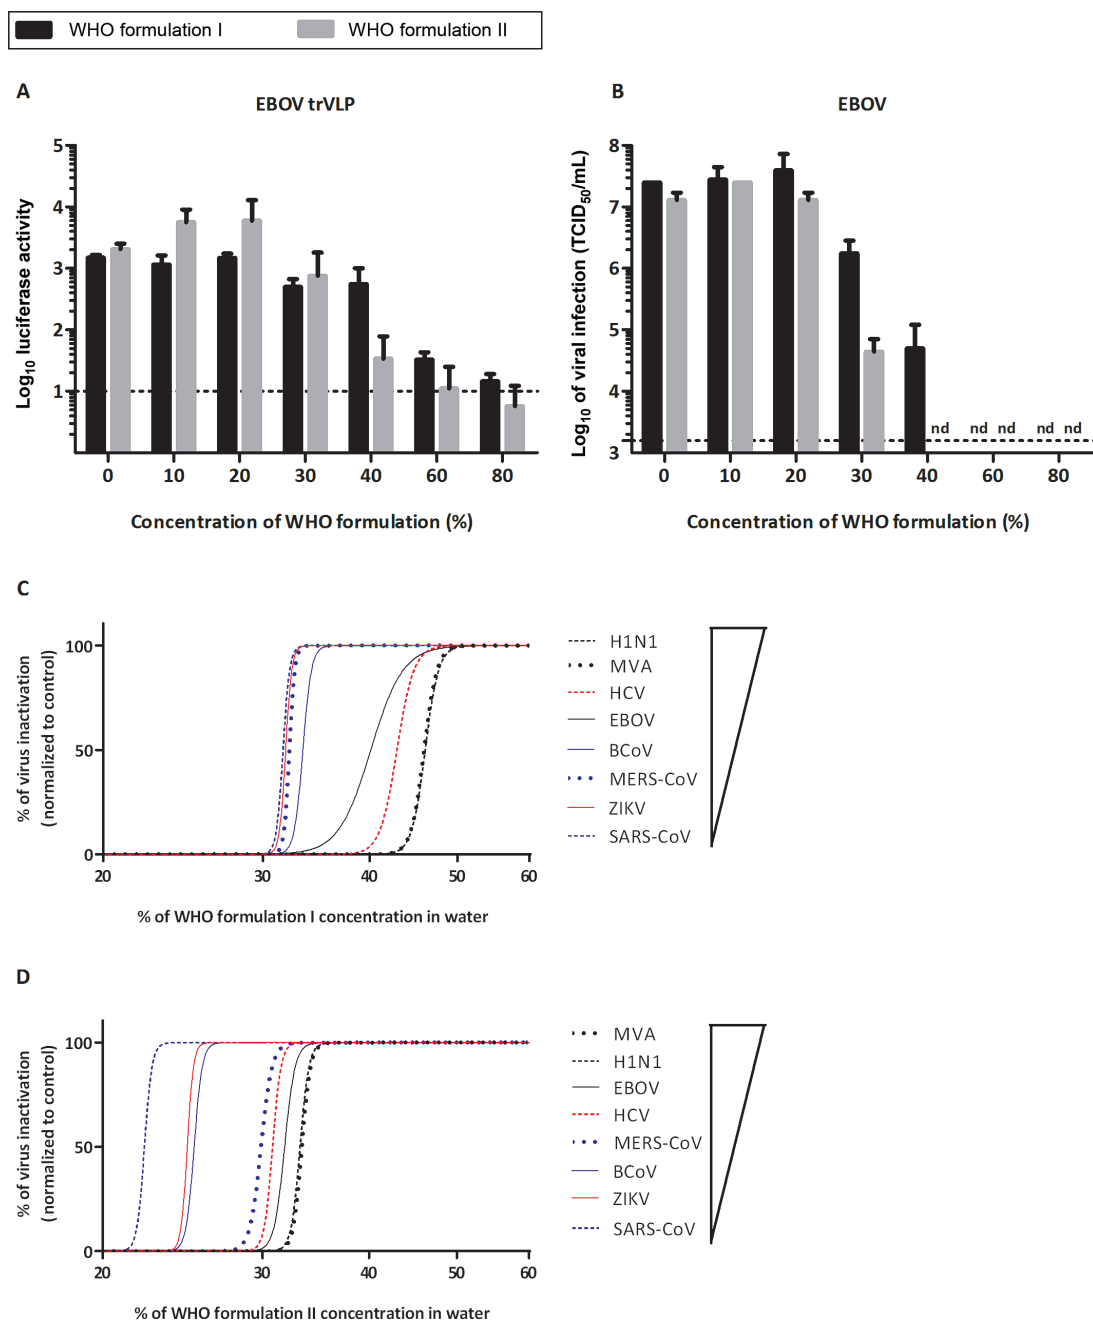 WHO formulation I WHO formulation II
A
EBOV trVLP
Log10 luciferase activity
5
4
3
2
1
0 10 20 30 40 60 80
Concentration of WHO formulation (%)
B
EBOV
Log10 of viral infection (TCID50/mL)
8
7
6
5
4
3
nd nd nd nd nd
0 10 20 30 40 60 80
Concentration of WHO formulation (%)
C
% of virus inactivation
(normalized to control)
100
50
0
20 30 40 50 60
% of WHO formulation I concentration in water
H1N1
MVA
HCV
EBOV
BCoV
MERS-CoV
ZIKV
SARS-CoV
D
% of virus inactivation
(normalized to control)
100
50
0
20 30 40 50 60
% of WHO formulation II concentration in water
MVA
H1N1
EBOV
HCV
MERS-CoV
BCoV
ZIKV
SARS-CoV